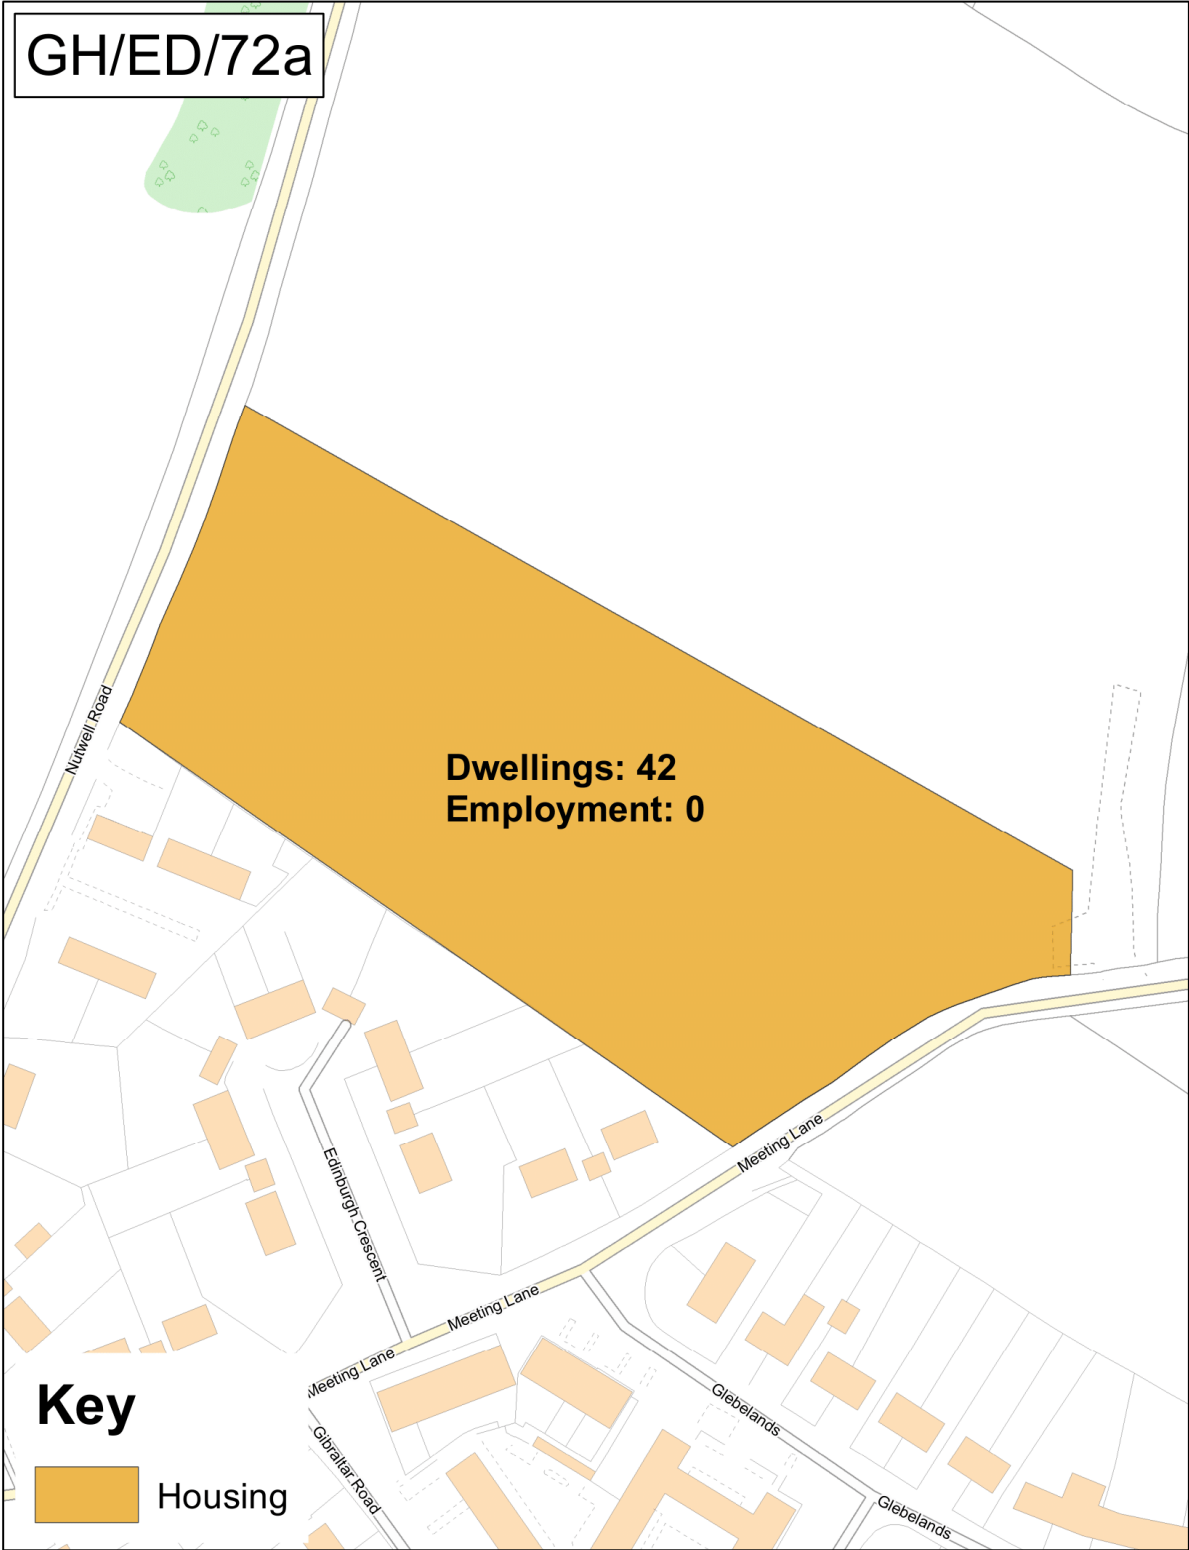 GH/ED/72a
Nutwell Road
Dwellings: 42
Employment: 0
Meeting Lane
Edinburgh Crescent
Meeting Lane
Meeting Lane
Glebelands
Gibraltar Road
Glebelands
Key
Housing